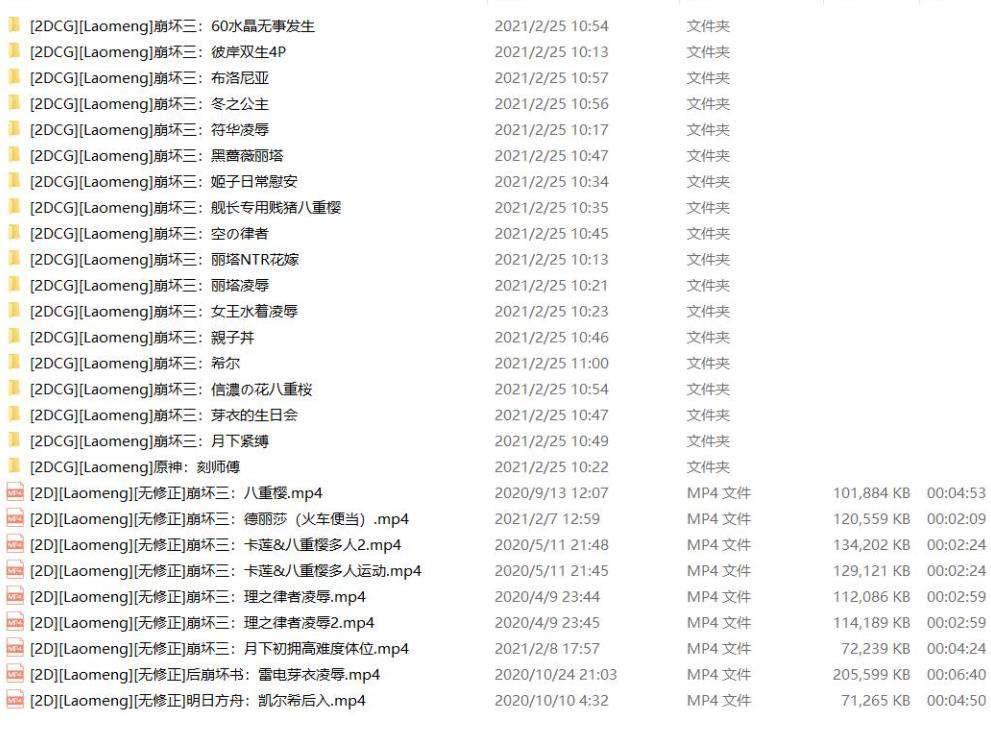 [2DCG][Laomeng]崩坏三：60水晶无事发生 2021/2/25 10:54 文件夹
[2DCG][Laomeng]崩坏三：彼岸双生4P 2021/2/25 10:13 文件夹
[2DCG][Laomeng]崩坏三：布洛尼亚 2021/2/25 10:57 文件夹
[2DCG][Laomeng]崩坏三：冬之公主 2021/2/25 10:56 文件夹
[2DCG][Laomeng]崩坏三：符华凌辱 2021/2/25 10:17 文件夹
[2DCG][Laomeng]崩坏三：黑蔷薇丽塔 2021/2/25 10:47 文件夹
[2DCG][Laomeng]崩坏三：姬子日常慰安 2021/2/25 10:34 文件夹
[2DCG][Laomeng]崩坏三：舰长专用贱猪八重樱 2021/2/25 10:35 文件夹
[2DCG][Laomeng]崩坏三：空の律者 2021/2/25 10:45 文件夹
[2DCG][Laomeng]崩坏三：丽塔NTR花嫁 2021/2/25 10:13 文件夹
[2DCG][Laomeng]崩坏三：丽塔凌辱 2021/2/25 10:21 文件夹
[2DCG][Laomeng]崩坏三：女王水着凌辱 2021/2/25 10:23 文件夹
[2DCG][Laomeng]崩坏三：親子丼 2021/2/25 10:46 文件夹
[2DCG][Laomeng]崩坏三：希尔 2021/2/25 11:00 文件夹
[2DCG][Laomeng]崩坏三：信濃の花八重桜 2021/2/25 10:54 文件夹
[2DCG][Laomeng]崩坏三：芽衣的生日会 2021/2/25 10:47 文件夹
[2DCG][Laomeng]崩坏三：月下紧缚 2021/2/25 10:49 文件夹
[2DCG][Laomeng]原神：刻师傅 2021/2/25 10:22 文件夹
[2D][Laomeng][无修正]崩坏三：八重樱.mp4 2020/9/13 12:07 MP4 文件 101,884 KB 00:04:53
[2D][Laomeng][无修正]崩坏三：德丽莎（火车便当）.mp4 2021/2/7 12:59 MP4 文件 120,559 KB 00:02:09
[2D][Laomeng][无修正]崩坏三：卡莲&八重樱多人2.mp4 2020/5/11 21:48 MP4 文件 134,202 KB 00:02:24
[2D][Laomeng][无修正]崩坏三：卡莲&八重樱多人运动.mp4 2020/5/11 21:45 MP4 文件 129,121 KB 00:02:24
[2D][Laomeng][无修正]崩坏三：理之律者凌辱.mp4 2020/4/9 23:44 MP4 文件 112,086 KB 00:02:59
[2D][Laomeng][无修正]崩坏三：理之律者凌辱2.mp4 2020/4/9 23:45 MP4 文件 114,189 KB 00:02:59
[2D][Laomeng][无修正]崩坏三：月下初拥高难度体位.mp4 2021/2/8 17:57 MP4 文件 72,239 KB 00:04:24
[2D][Laomeng][无修正]后崩坏书：雷电芽衣凌辱.mp4 2020/10/24 21:03 MP4 文件 205,599 KB 00:06:40
[2D][Laomeng][无修正]明日方舟：凯尔希后入.mp4 2020/10/10 4:32 MP4 文件 71,265 KB 00:04:50